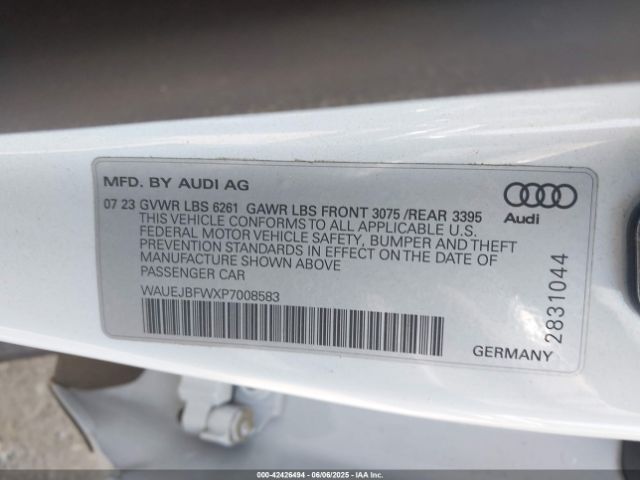 MFD. BY AUDI AG
07 23 GVWR LBS 6261 GAWR LBS FRONT 3075 /REAR 3395
THIS VEHICLE CONFORMS TO ALL APPLICABLE U.S.
FEDERAL MOTOR VEHICLE SAFETY, BUMPER AND THEFT
PREVENTION STANDARDS IN EFFECT ON THE DATE OF
MANUFACTURE SHOWN ABOVE
PASSENGER CAR
WAUEJBFWXP7008583
Audi
2831044
GERMANY
000-42426494 - 06/06/2025 - IAAI.com